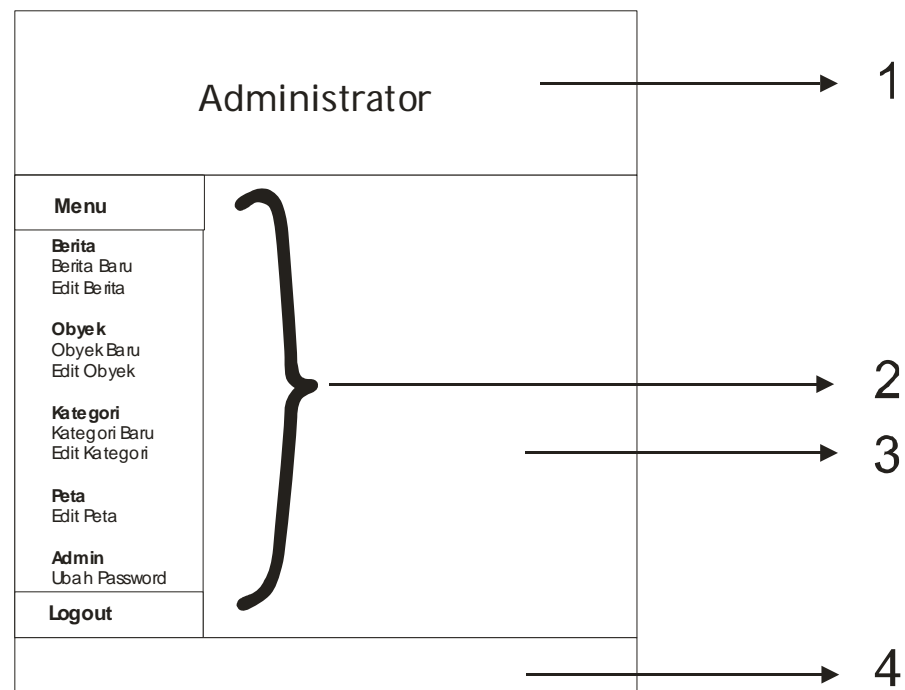 Administrator
1
Menu
Berita
Berita Baru
Edit Berita
Obyek
Obyek Baru
Edit Obyek
2
Kategori
Kategori Baru
Edit Kategori
3
Peta
Edit Peta
Admin
Ubah Password
Logout
4